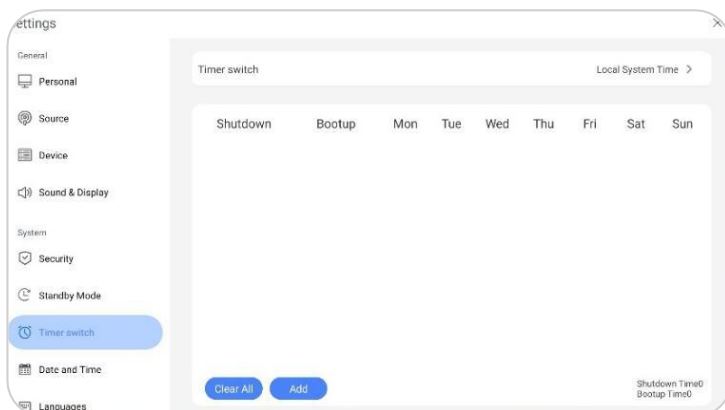 ettings
General
Personal
Source
Device
Sound & Display
System
Security
Standby Mode
Timer switch
Date and Time
Languages
Timer switch Local System Time >
Shutdown Bootup Mon Tue Wed Thu Fri Sat Sun
Clear All Add
Shutdown Time0
Bootup Time0